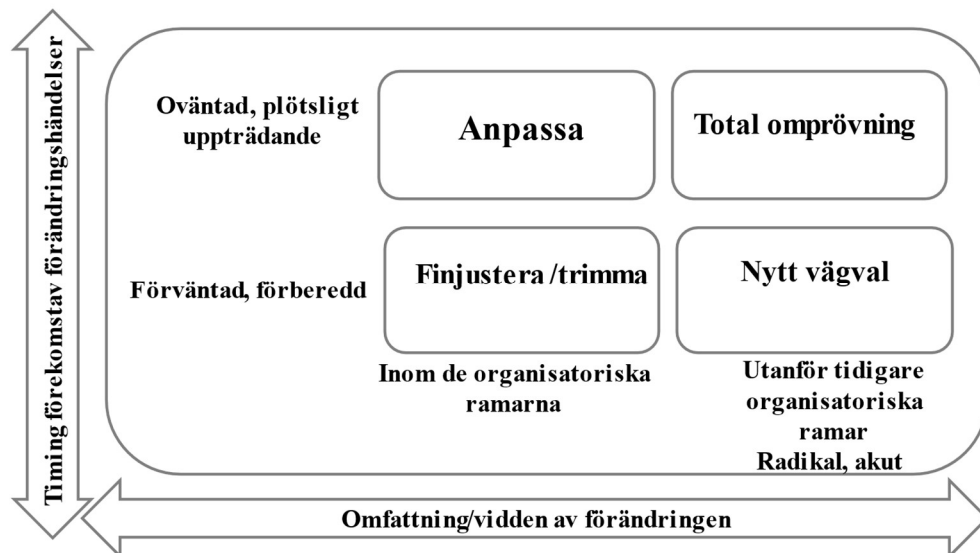 Timing förekomstav förändringshändelser
Oväntad, plötsligt
uppträdande
Anpassa
Total omprövning
Förväntad, förberedd
Finjustera /trimma
Nytt vägval
Inom de organisatoriska
ramarna
Utanför tidigare
organisatoriska
ramar
Radikal, akut
Omfattning/vidden av förändringen